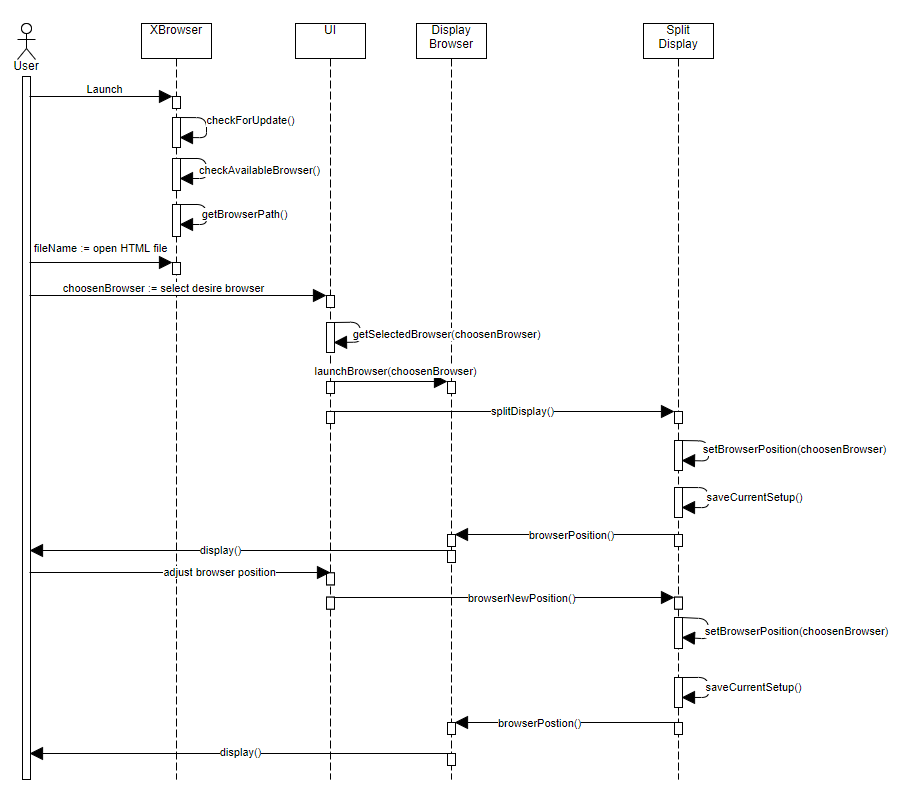 XBrowser
UI
Display
Browser
Split
Display
User
Launch
checkForUpdate()
checkAvailableBrowser()
getBrowserPath()
fileName := open HTML file
choosenBrowser := select desire browser
getSelectedBrowser(choosenBrowser)
launchBrowser(choosenBrowser)
splitDisplay()
setBrowserPosition(choosenBrowser)
saveCurrentSetup()
browserPosition()
display()
adjust browser position
browserNewPosition()
setBrowserPosition(choosenBrowser)
saveCurrentSetup()
browserPostion()
display()